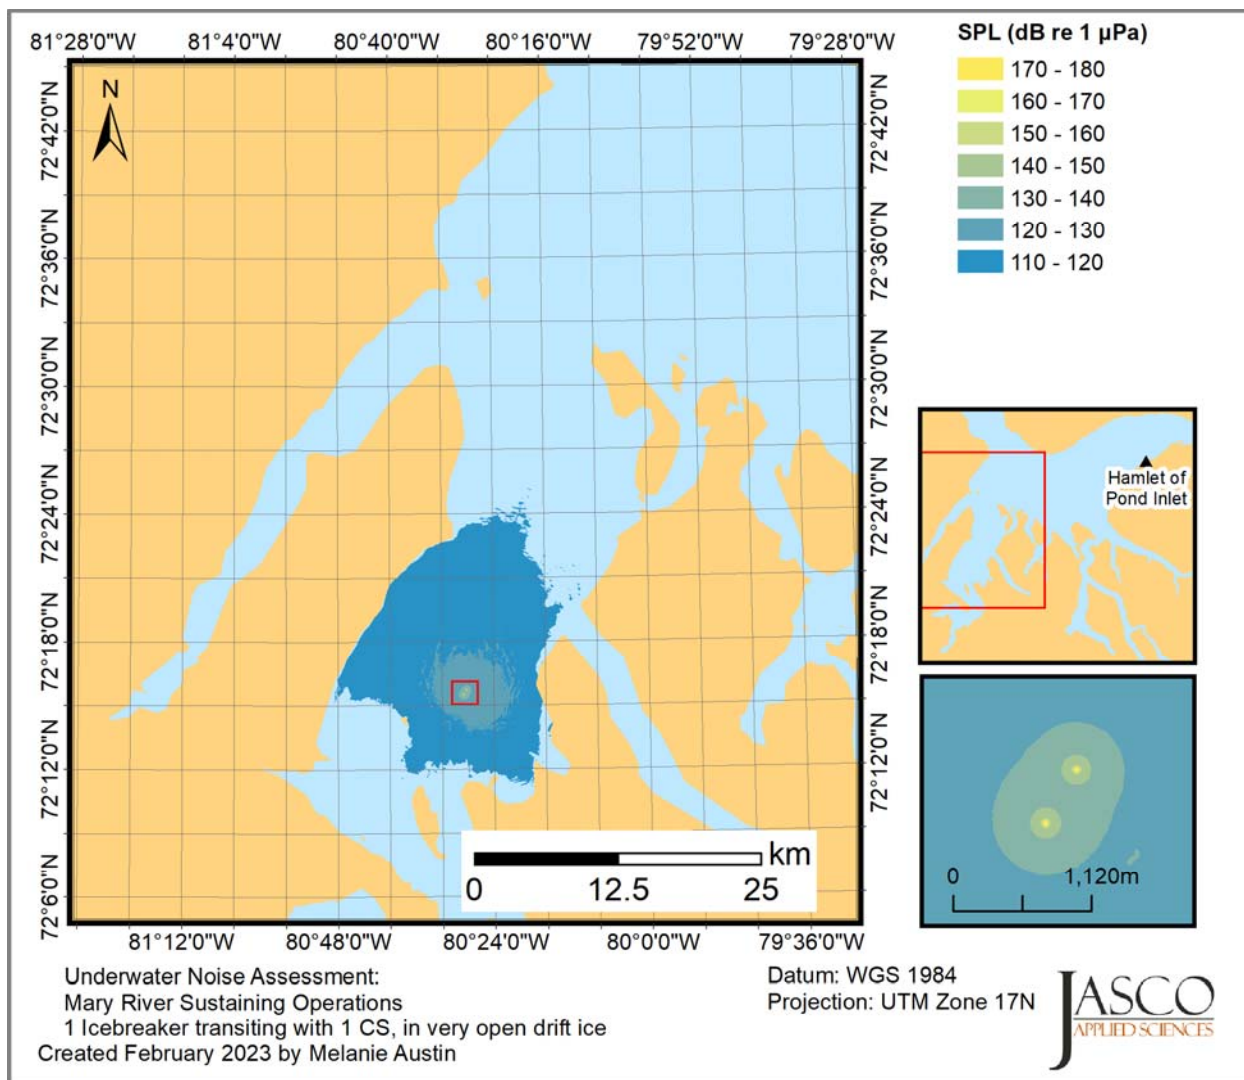 81°28'0"W 81°4'0"W 80°40'0"W 80°16'0"W 79°52'0"W 79°28'0"W
N
72°42'0"N
72°36'0"N
72°30'0"N
72°24'0"N
72°18'0"N
72°12'0"N
72°6'0"N
72°42'0"N
72°36'0"N
72°30'0"N
72°24'0"N
72°18'0"N
72°12'0"N
72°6'0"N
km
0 12.5 25
81°12'0"W 80°48'0"W 80°24'0"W 80°0'0"W 79°36'0"W
SPL (dB re 1 µPa)
170 - 180
160 - 170
150 - 160
140 - 150
130 - 140
120 - 130
110 - 120
Hamlet of
Pond Inlet
0 1,120m
Underwater Noise Assessment:
Mary River Sustaining Operations
1 Icebreaker transiting with 1 CS, in very open drift ice
Created February 2023 by Melanie Austin
Datum: WGS 1984
Projection: UTM Zone 17N
JASCO
APPLIED SCIENCES